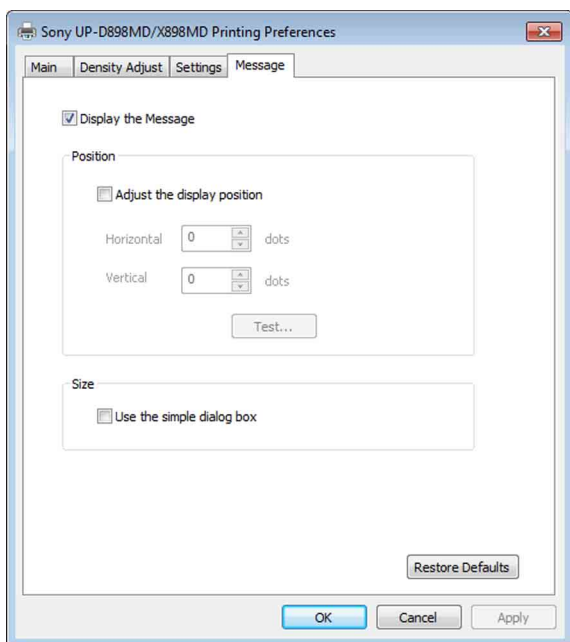 Sony UP-D898MD/X898MD Printing Preferences
Main Density Adjust Settings Message
Display the Message
Position
Adjust the display position
Horizontal 0 dots
Vertical 0 dots
Test...
Size
Use the simple dialog box
Restore Defaults
OK Cancel Apply